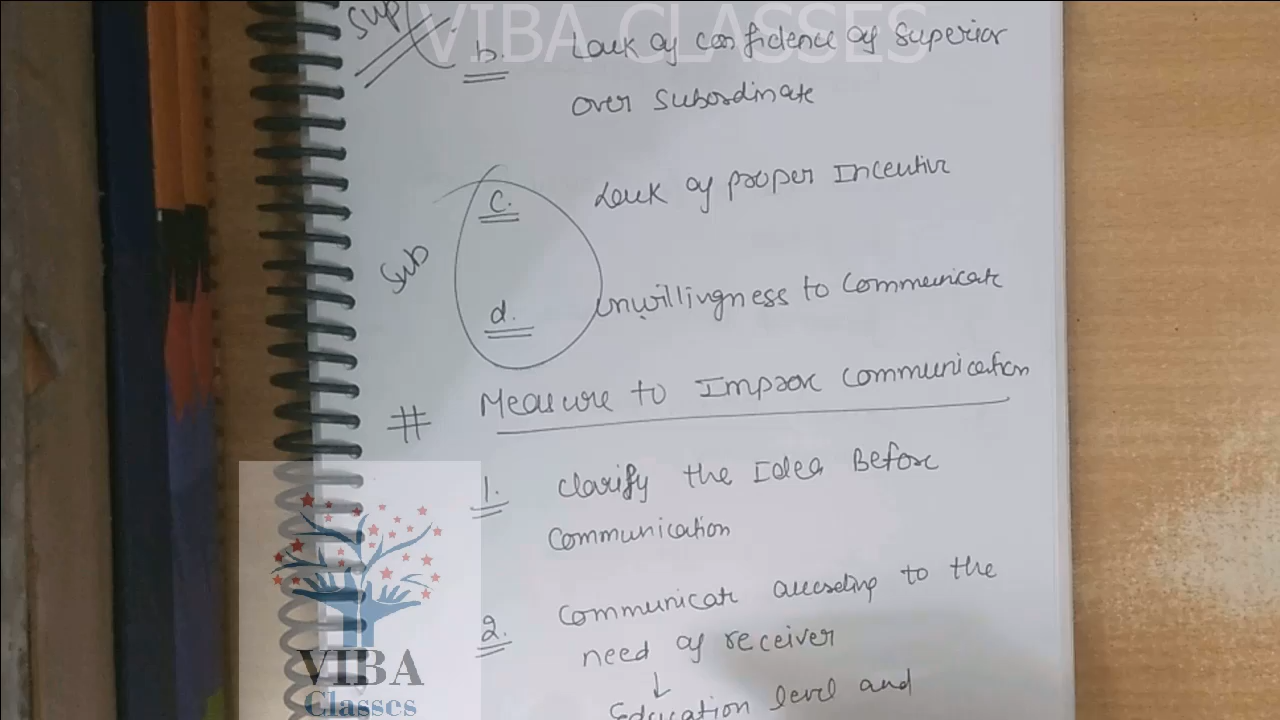 VIBA CLASSES
Sup
b. Lack of confidence of Superior
over Subordinate
c. Lack of proper Incentive
Sub
d. unwillingness to communicate
# Measure to Improve communication
1. clarify the Idea Before
communication
2. communicate according to the
need of receiver
↓
Education level and
VIBA
Classes